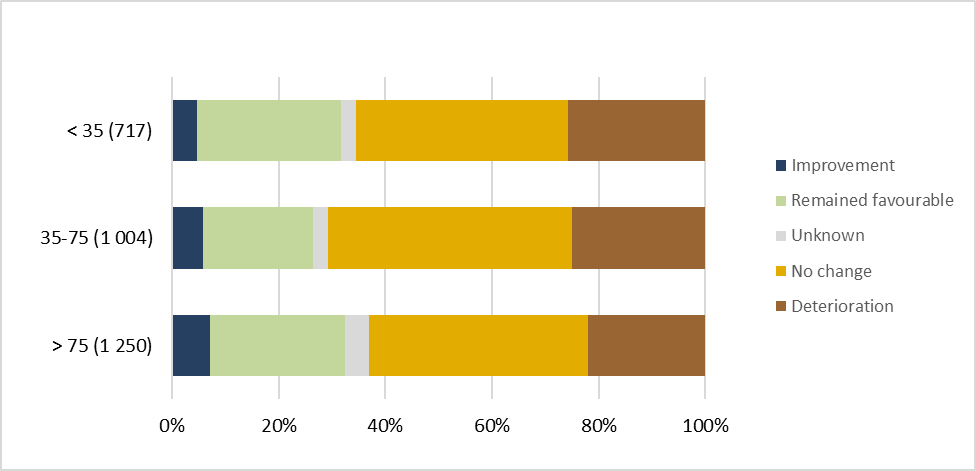 < 35 (717)
35-75 (1 004)
> 75 (1 250)
0%
20%
40%
60%
80%
100%
Improvement
Remained favourable
Unknown
No change
Deterioration